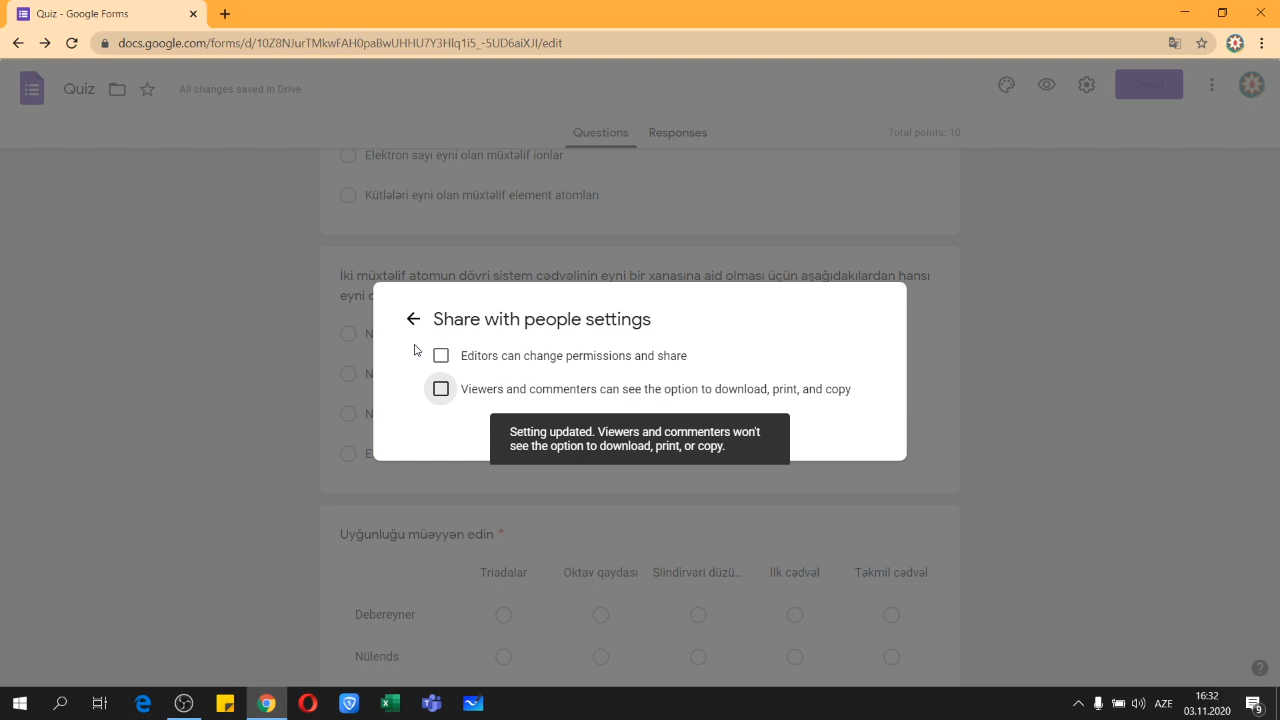 Quiz - Google Forms
docs.google.com/forms/d/10Z8NJurTMkwFAH0paBwUHHU7Y3Hlq1i5_-5UD6aiXJI/edit
Quiz
All changes saved in Drive
Send
Questions
Responses
Total points: 10
Elektron sayı eyni olan müxtəlif ionlar
Kütlələri eyni olan müxtəlif element atomları
İki müxtəlif atomun dövri sistem cədvəlinin eyni bir xanasına aid olması üçün aşağıdakılardan hansı
eyni
Share with people settings
Editors can change permissions and share
Viewers and commenters can see the option to download, print, and copy
Setting updated. Viewers and commenters won't
see the option to download, print, or copy.
N
N
N
E
Uyğunluğu müəyyən edin *
Triadalar
Oktav qaydası
Slindirvari düzü...
İlk cədvəl
Təkmil cədvəl
Debereyner
Nülends
AZE
16:32
03.11.2020
9